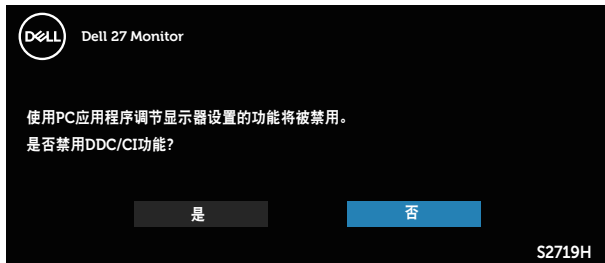 DELL Dell 27 Monitor
使用PC应用程序调节显示器设置的功能将被禁用。
是否禁用DDC/CI功能?
是 否
S2719H